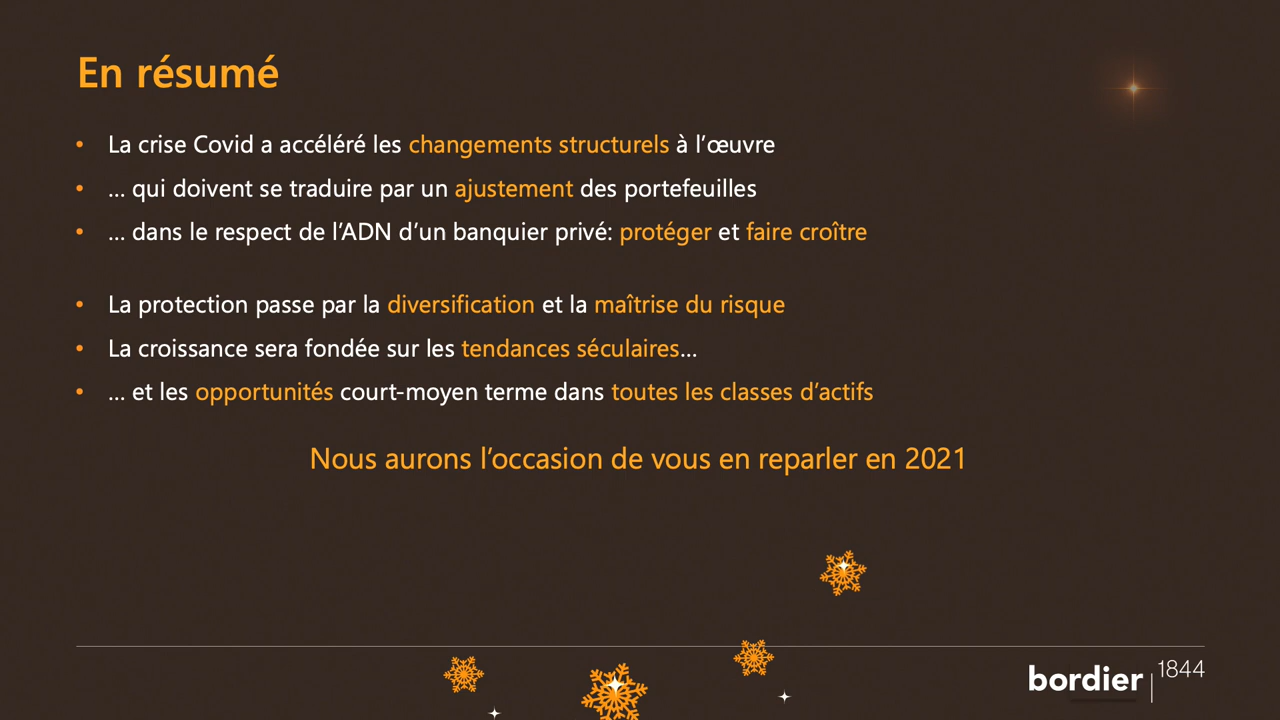 En résumé
• La crise Covid a accéléré les changements structurels à l’œuvre
• ... qui doivent se traduire par un ajustement des portefeuilles
• ... dans le respect de l’ADN d’un banquier privé: protéger et faire croître
• La protection passe par la diversification et la maîtrise du risque
• La croissance sera fondée sur les tendances séculaires...
• ... et les opportunités court-moyen terme dans toutes les classes d’actifs
Nous aurons l’occasion de vous en reparler en 2021
bordier 1844